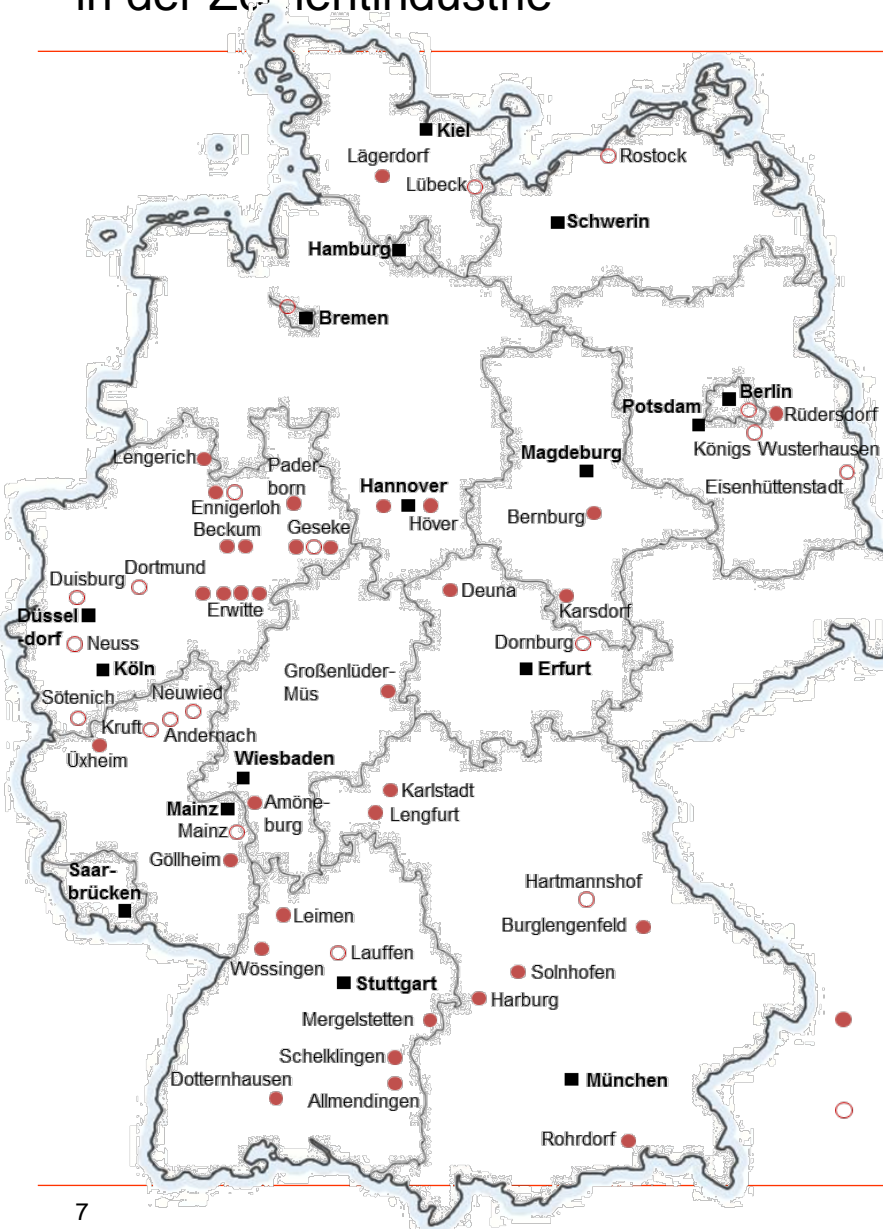 in der Zementindustrie
Kiel
Lägerdorf
Rostock
Lübeck
Schwerin
Hamburg
Bremen
Berlin
Potsdam
Rüdersdorf
Königs Wusterhausen
Magdeburg
Lengerich
Pader-
born
Hannover
Eisenhüttenstadt
Ennigerloh
Höver
Bernburg
Beckum
Geseke
Dortmund
Duisburg
Deuna
Erwitte
Karsdorf
Düssel
-dorf
Neuss
Dornburg
Köln
Erfurt
Großenlüder-
Müs
Sötenich
Neuwied
Kruft
Andernach
Üxheim
Wiesbaden
Karlstadt
Mainz
Amöne-
burg
Lengfurt
Mainz
Göllheim
Saar-
brücken
Hartmannshof
Leimen
Burglengenfeld
Lauffen
Wössingen
Solnhofen
Stuttgart
Harburg
Mergelstetten
Schelklingen
Dotternhausen
München
Allmendingen
Rohrdorf
7